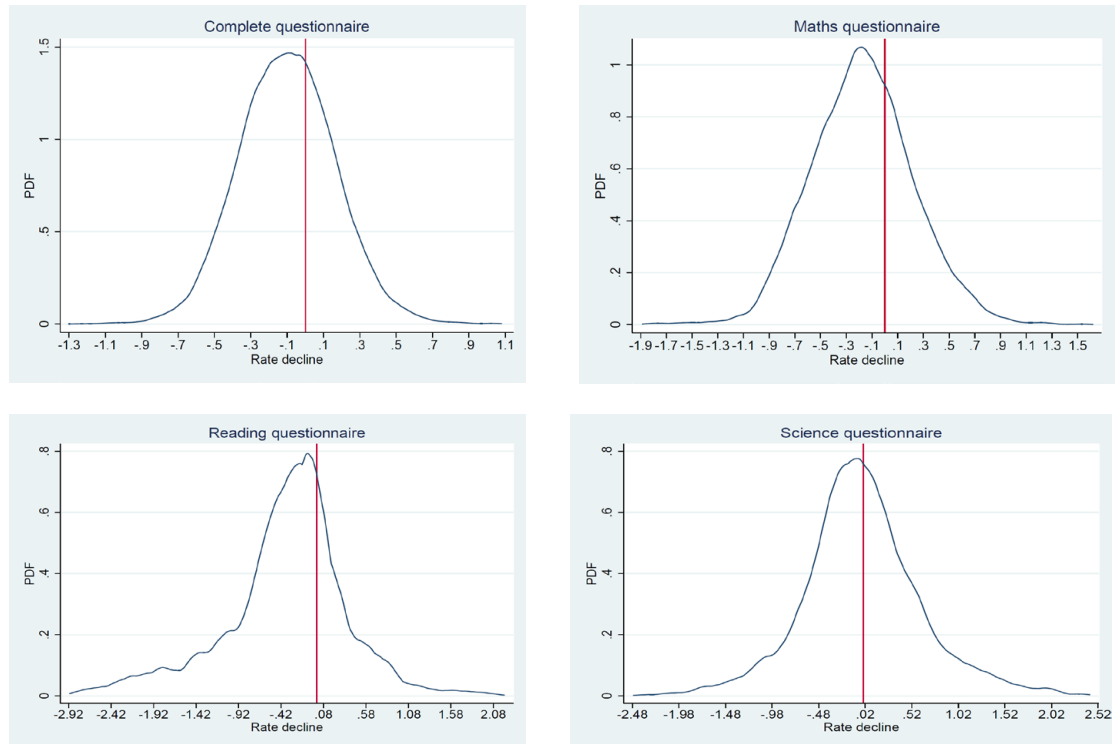 Complete questionnaire
PDF
1.5
1
.5
0
-1.3 -1.1 -.9 -.7 -.5 -.3 -.1 .1 .3 .5 .7 .9 1.1
Rate decline
Maths questionnaire
PDF
1
.8
.6
.4
.2
0
-1.9 -1.7 -1.5 -1.3 -1.1 -.9 -.7 -.5 -.3 -.1 .1 .3 .5 .7 .9 1.1 1.3 1.5
Rate decline
Reading questionnaire
PDF
.8
.6
.4
.2
0
-2.92 -2.42 -1.92 -1.42 -.92 -.42 .08 .58 1.08 1.58 2.08
Rate decline
Science questionnaire
PDF
.8
.6
.4
.2
0
-2.48 -1.98 -1.48 -.98 -.48 .02 .52 1.02 1.52 2.02 2.52
Rate decline